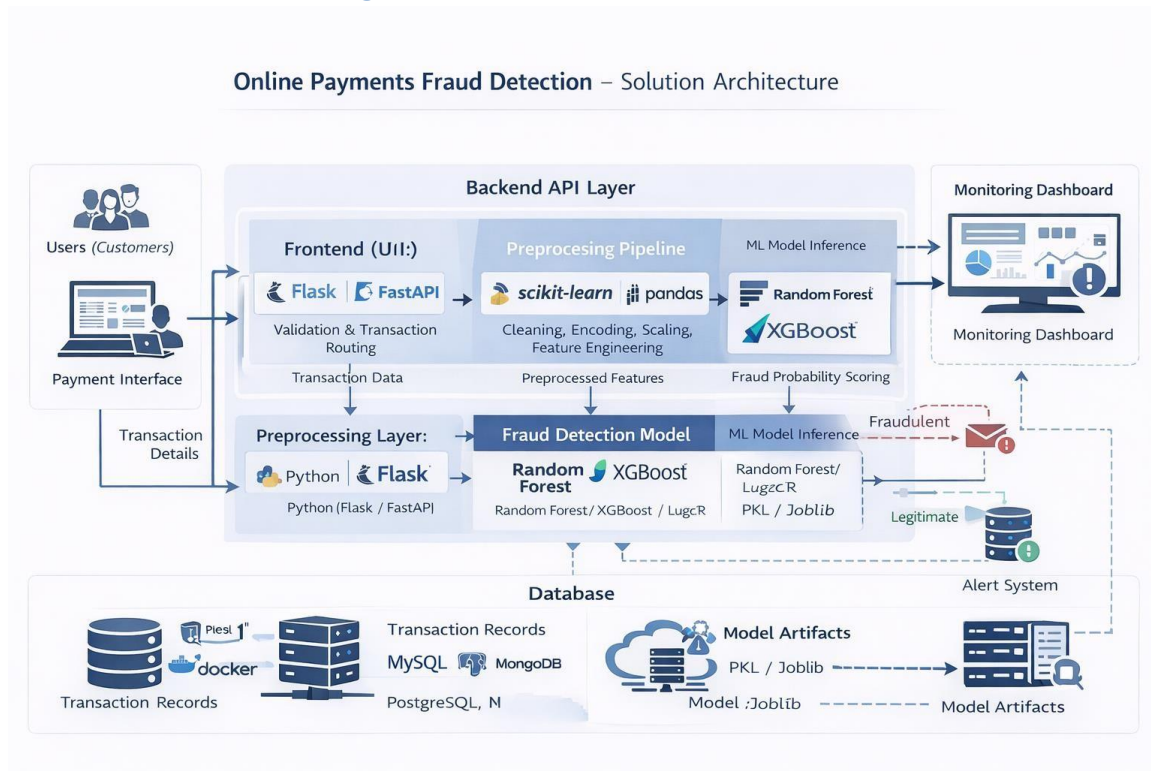 Online Payments Fraud Detection – Solution Architecture
Users (Customers)
Payment Interface
Transaction
Details
Backend API Layer
Frontend (UII:)
Flask | FastAPI
Validation & Transaction
Routing
Transaction Data
Preprocesing Pipeline
scikit-learn | pandas
Cleaning, Encoding, Scaling,
Feature Engineering
Preprocessed Features
ML Model Inference
Random Forest
XGBoost
Fraud Probability Scoring
Monitoring Dashboard
Monitoring Dashboard
Preprocessing Layer:
Python | Flask
Python (Flask / FastAPI
Fraud Detection Model
Random
Forest
XGBoost
Random Forest/ XGBoost /
ML Model Inference
Random Forest/
PKL / Joblib
Fraudulent
Legitimate
Alert System
Database
docker
Transaction Records
Transaction Records
MySQL
MongoDB
PostgreSQL, M
Model Artifacts
PKL / Joblib
Model :Joblib
Model Artifacts